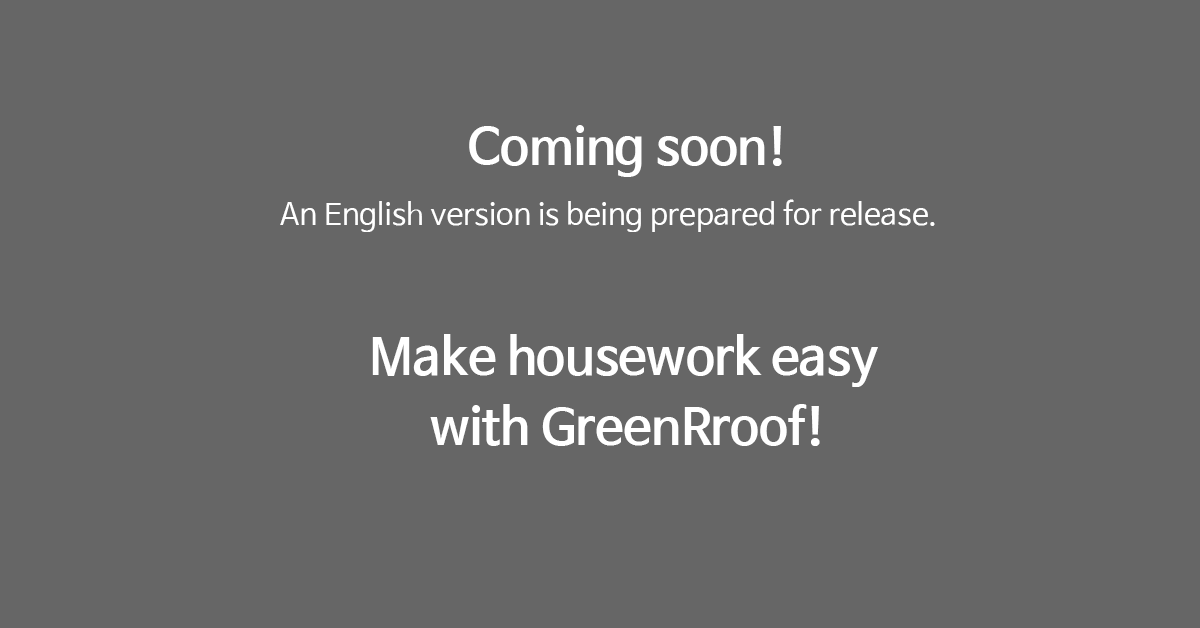 Coming soon!
An English version is being prepared for release.
Make housework easy
with GreenRroof!